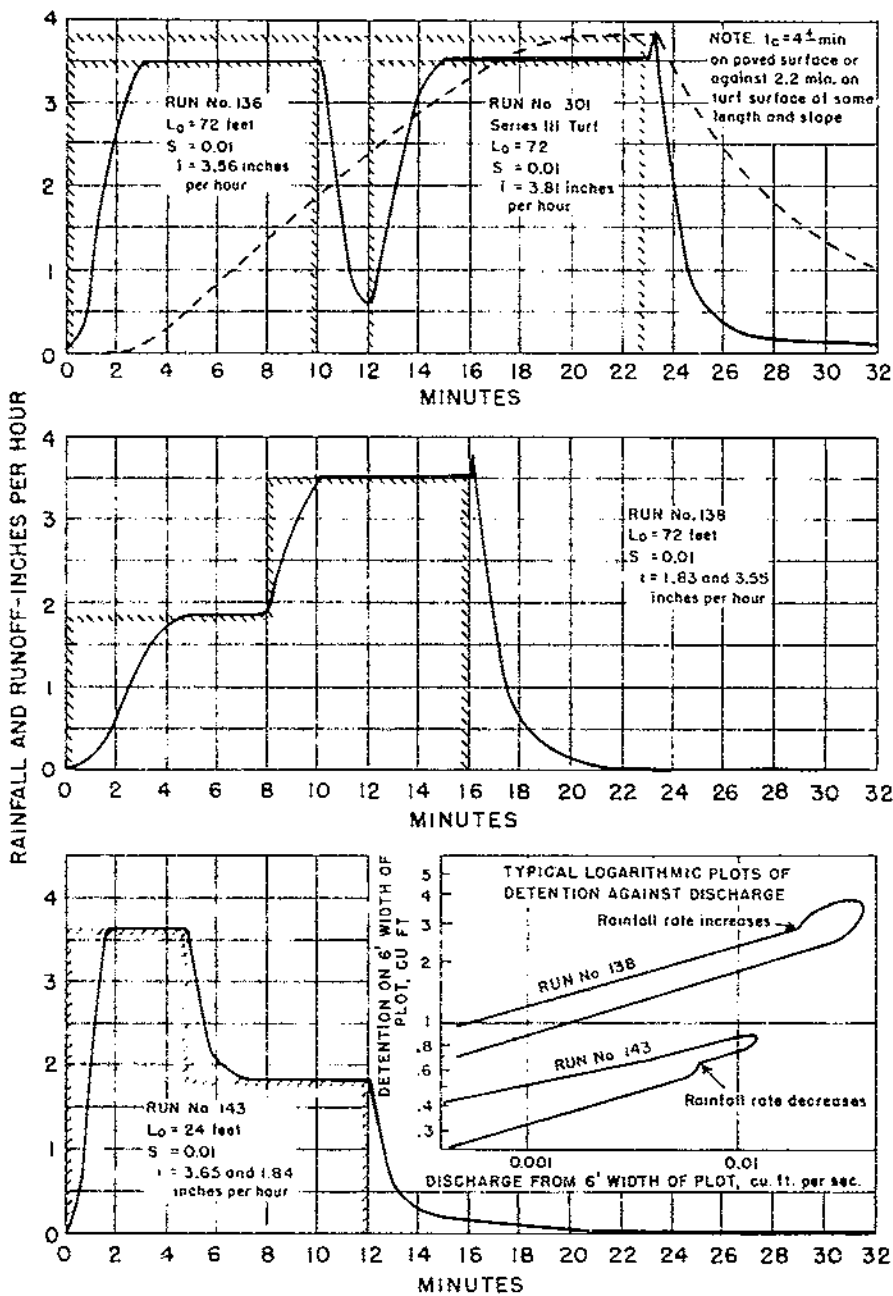 RAINFALL AND RUNOFF-INCHES PER HOUR
4
3
2
1
0
RUN No. 136
Lo = 72 feet
S = 0.01
i = 3.56 inches
per hour
RUN No 301
Series III Turf
Lo = 72
S = 0.01
i = 3.81 inches
per hour
NOTE. tc = 4± min
on paved surface or
against 2.2 min. on
turf surface of same
length and slope
0 2 4 6 8 10 12 14 16 18 20 22 24 26 28 30 32
MINUTES
4
3
2
1
0
RUN No. 138
Lo = 72 feet
S = 0.01
i = 1.83 and 3.55
inches per hour
0 2 4 6 8 10 12 14 16 18 20 22 24 26 28 30 32
MINUTES
4
3
2
1
0
RUN No 143
Lo = 24 feet
S = 0.01
i = 3.65 and 1.84
inches per hour
DETENTION ON 6' WIDTH OF
PLOT, CU FT
5
4
3
2
1
.8
.6
.4
.3
TYPICAL LOGARITHMIC PLOTS OF
DETENTION AGAINST DISCHARGE
Rainfall rate increases
RUN No 138
RUN No 143
Rainfall rate decreases
0.001 0.01
DISCHARGE FROM 6' WIDTH OF PLOT, cu. ft. per sec.
0 2 4 6 8 10 12 14 16 18 20 22 24 26 28 30 32
MINUTES